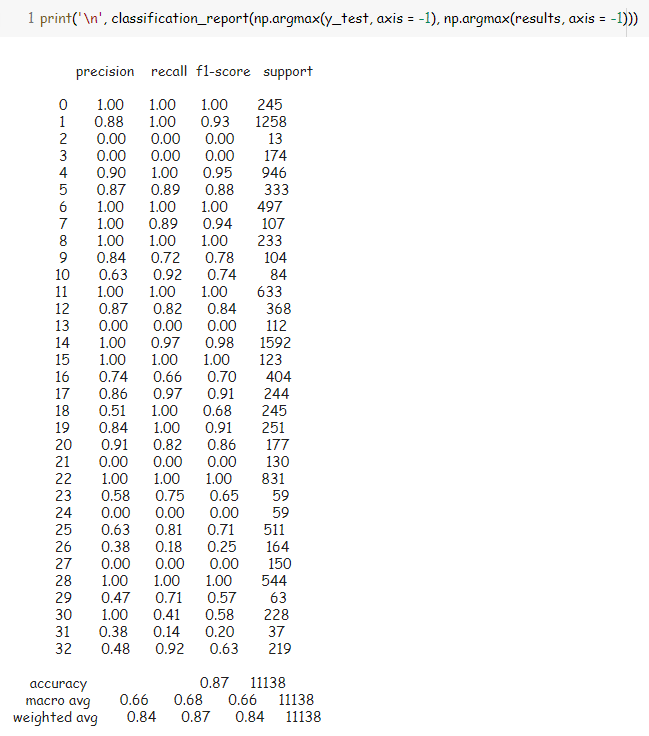 1 print('\n', classification_report(np.argmax(y_test, axis = -1), np.argmax(results, axis = -1)))
precision recall f1-score support
0 1.00 1.00 1.00 245
1 0.88 1.00 0.93 1258
2 0.00 0.00 0.00 13
3 0.00 0.00 0.00 174
4 0.90 1.00 0.95 946
5 0.87 0.89 0.88 333
6 1.00 1.00 1.00 497
7 1.00 0.89 0.94 107
8 1.00 1.00 1.00 233
9 0.84 0.72 0.78 104
10 0.63 0.92 0.74 84
11 1.00 1.00 1.00 633
12 0.87 0.82 0.84 368
13 0.00 0.00 0.00 112
14 1.00 0.97 0.98 1592
15 1.00 1.00 1.00 123
16 0.74 0.66 0.70 404
17 0.86 0.97 0.91 244
18 0.51 1.00 0.68 245
19 0.84 1.00 0.91 251
20 0.91 0.82 0.86 177
21 0.00 0.00 0.00 130
22 1.00 1.00 1.00 831
23 0.58 0.75 0.65 59
24 0.00 0.00 0.00 59
25 0.63 0.81 0.71 511
26 0.38 0.18 0.25 164
27 0.00 0.00 0.00 150
28 1.00 1.00 1.00 544
29 0.47 0.71 0.57 63
30 1.00 0.41 0.58 228
31 0.38 0.14 0.20 37
32 0.48 0.92 0.63 219
accuracy 0.87 11138
macro avg 0.66 0.68 0.66 11138
weighted avg 0.84 0.87 0.84 11138